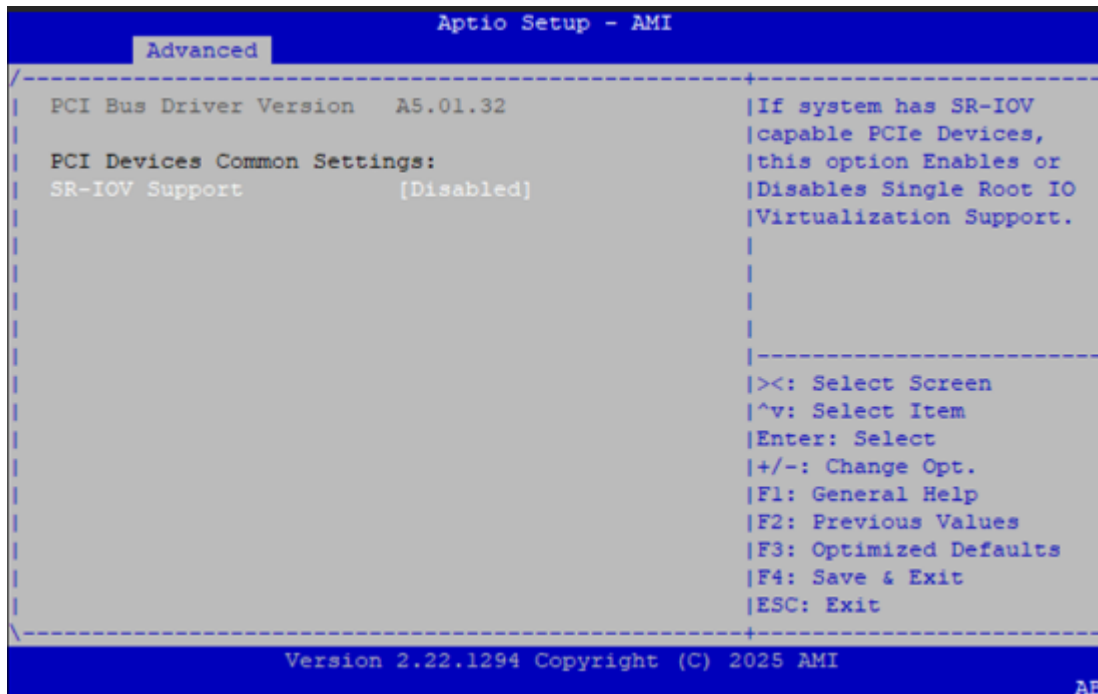 Aptio Setup - AMI
Advanced
PCI Bus Driver Version A5.01.32
PCI Devices Common Settings:
SR-IOV Support [Disabled]
If system has SR-IOV
capable PCIe Devices,
this option Enables or
Disables Single Root IO
Virtualization Support.
><: Select Screen
^v: Select Item
Enter: Select
+/-: Change Opt.
F1: General Help
F2: Previous Values
F3: Optimized Defaults
F4: Save & Exit
ESC: Exit
Version 2.22.1294 Copyright (C) 2025 AMI